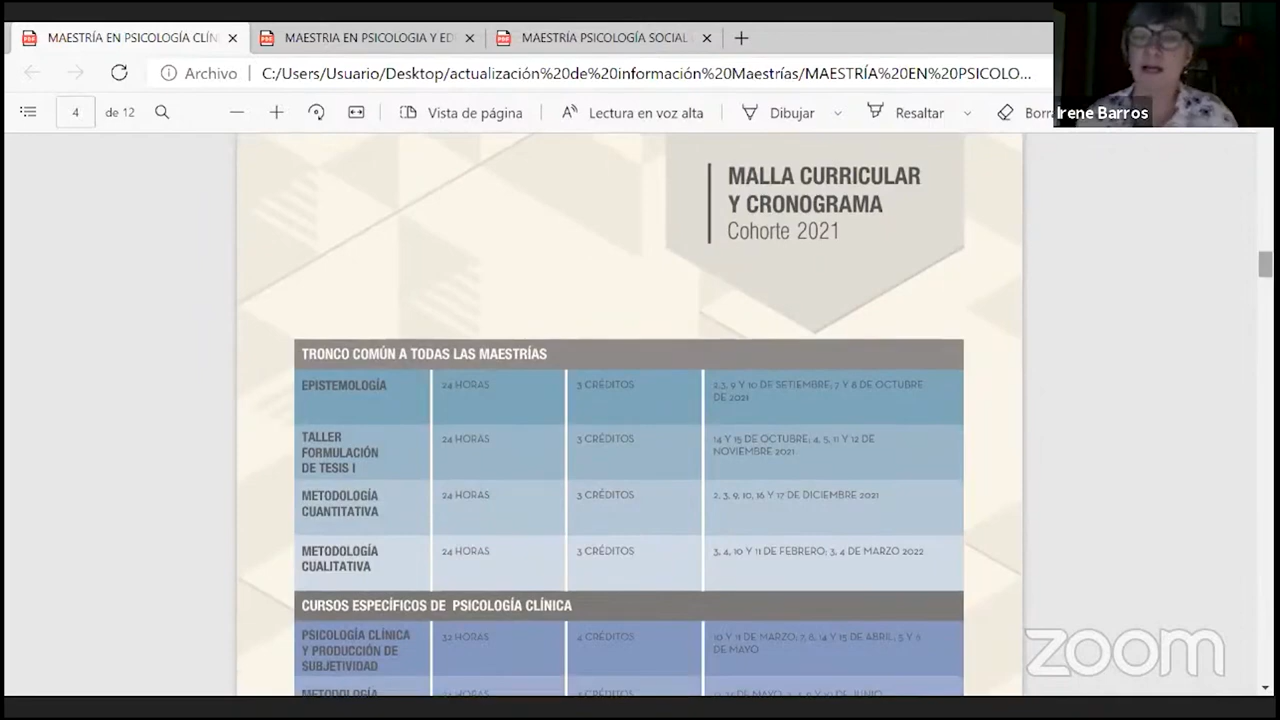 MAESTRÍA EN PSICOLOGÍA CLÍN
MAESTRIA EN PSICOLOGIA Y ED
MAESTRÍA PSICOLOGÍA SOCIAL
Archivo
C:/Users/Usuario/Desktop/actualización%20de%20información%20Maestrías/MAESTRÍA%20EN%20PSICOLO...
4 de 12
Vista de página
Lectura en voz alta
Dibujar
Resaltar
Borr
Irene Barros
MALLA CURRICULAR
Y CRONOGRAMA
Cohorte 2021
TRONCO COMÚN A TODAS LAS MAESTRÍAS
EPISTEMOLOGÍA
24 HORAS
3 CRÉDITOS
2,3, 9 Y 10 DE SETIEMBRE; 7 Y 8 DE OCTUBRE
DE 2021
TALLER
FORMULACIÓN
DE TESIS I
24 HORAS
3 CRÉDITOS
14 Y 15 DE OCTUBRE; 4, 5, 11 Y 12 DE
NOVIEMBRE 2021
METODOLOGÍA
CUANTITATIVA
24 HORAS
3 CRÉDITOS
2, 3, 9, 10, 16 Y 17 DE DICIEMBRE 2021
METODOLOGÍA
CUALITATIVA
24 HORAS
3 CRÉDITOS
3, 4, 10 Y 11 DE FEBRERO; 3, 4 DE MARZO 2022
CURSOS ESPECÍFICOS DE PSICOLOGÍA CLÍNICA
PSICOLOGÍA CLÍNICA
Y PRODUCCIÓN DE
SUBJETIVIDAD
32 HORAS
4 CRÉDITOS
10 Y 11 DE MARZO; 7, 8, 14 Y 15 DE ABRIL; 5 Y 6
DE MAYO
METODOLOGÍA
zoom